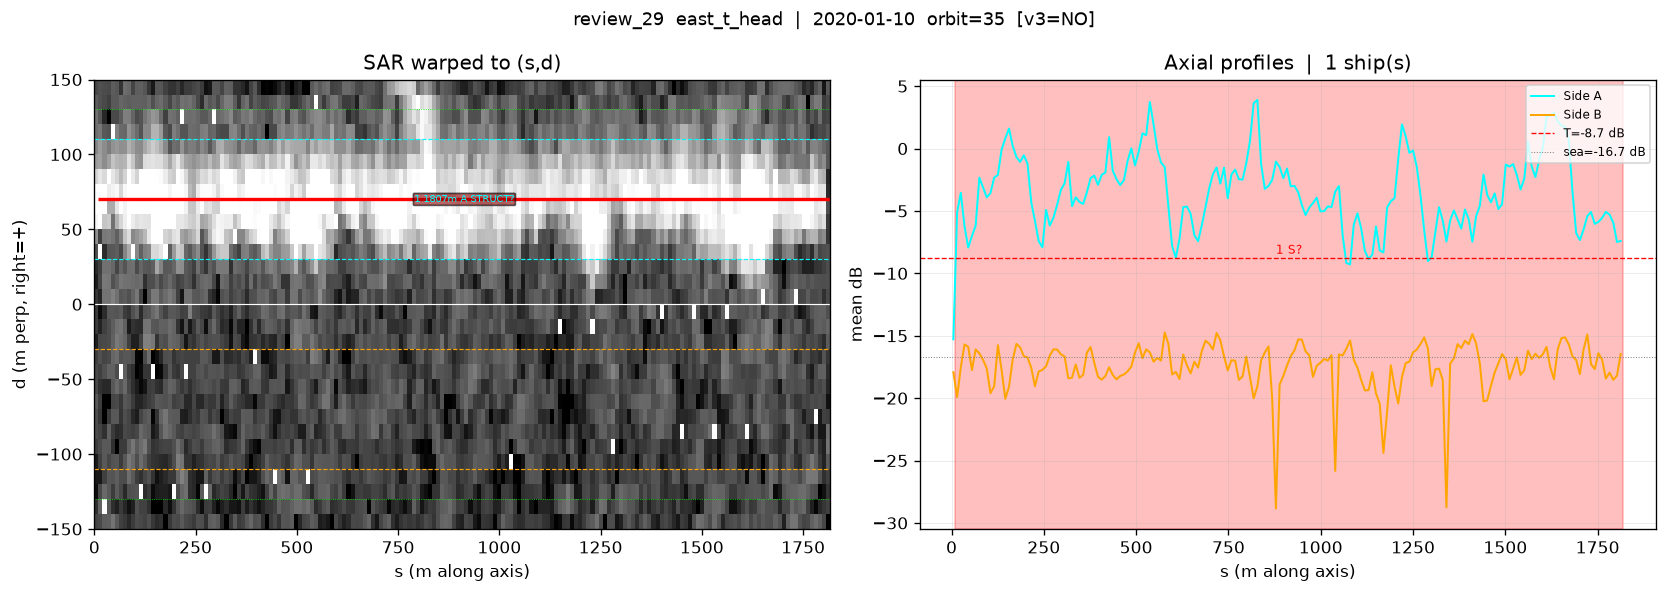 review_29 east_t_head | 2020-01-10 orbit=35 [v3=NO]
SAR warped to (s,d)
150
100
50
0
−50
−100
−150
d (m perp, right=+)
1 1807m A STRUCT?
0 250 500 750 1000 1250 1500 1750
s (m along axis)
Axial profiles | 1 ship(s)
5
0
−5
−10
−15
−20
−25
−30
mean dB
Side A
Side B
T=-8.7 dB
sea=-16.7 dB
1 S?
0 250 500 750 1000 1250 1500 1750
s (m along axis)